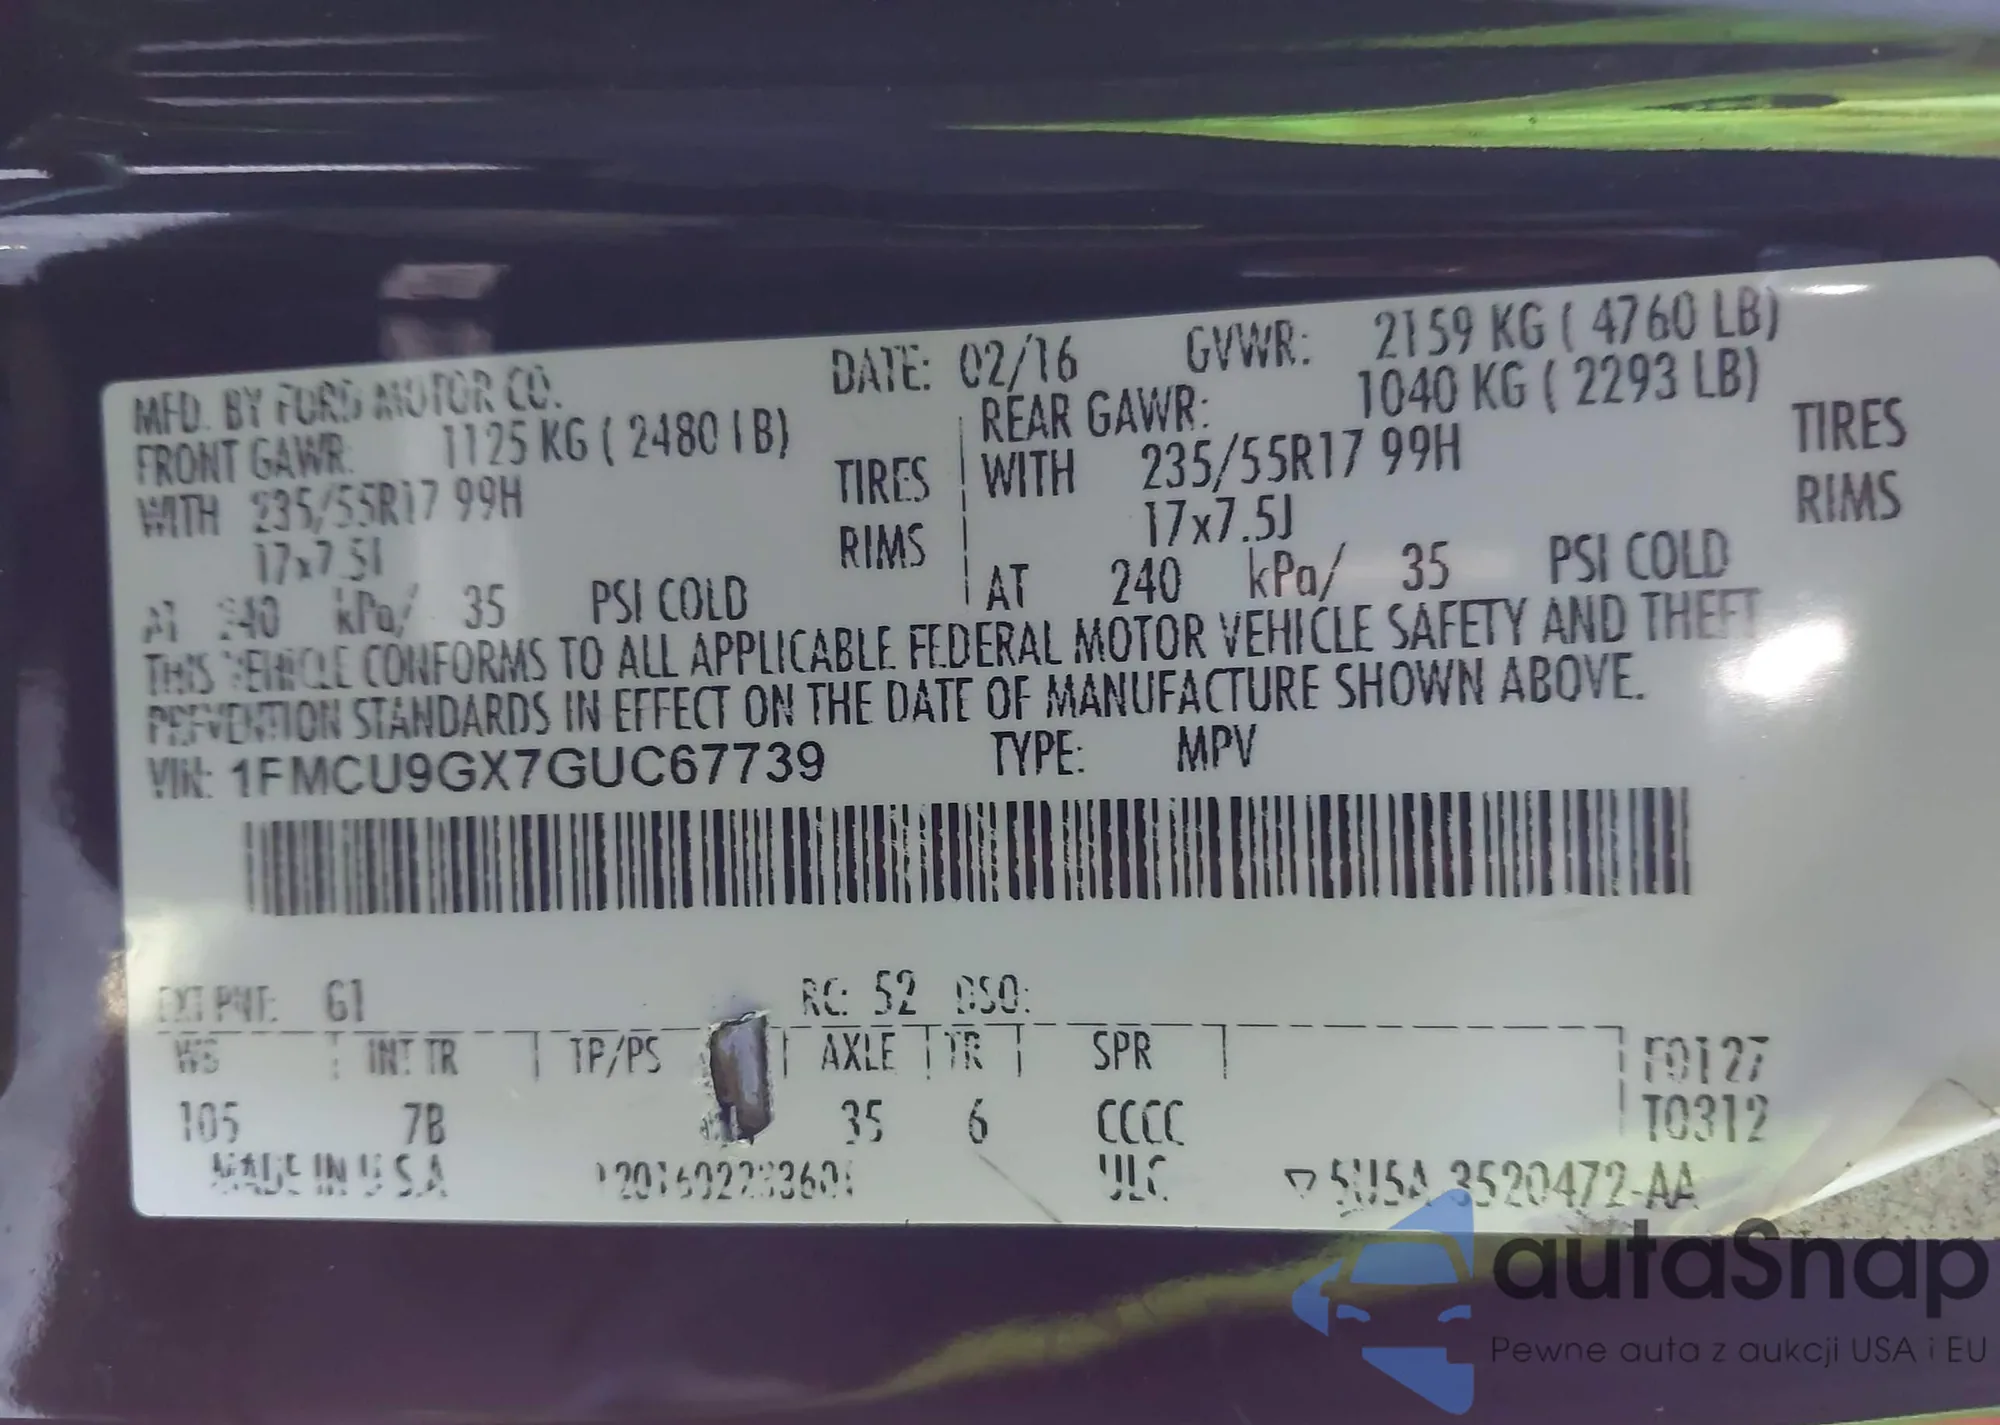 MFD. BY FORD MOTOR CO. DATE: 02/16 GVWR: 2159 KG ( 4760 LB)
FRONT GAWR: 1125 KG ( 2480 LB) REAR GAWR: 1040 KG ( 2293 LB)
WITH 235/55R17 99H TIRES WITH 235/55R17 99H TIRES
17x7.5J RIMS 17x7.5J RIMS
AT 240 kPa/ 35 PSI COLD AT 240 kPa/ 35 PSI COLD
THIS VEHICLE CONFORMS TO ALL APPLICABLE FEDERAL MOTOR VEHICLE SAFETY AND THEFT
PREVENTION STANDARDS IN EFFECT ON THE DATE OF MANUFACTURE SHOWN ABOVE.
VIN: 1FMCU9GX7GUC67739 TYPE: MPV
EXT PNT: G1 RC: 52 DSO:
WB INT TR TP/PS AXLE TR SPR F0127
105 7B 35 6 CCCC T0312
MADE IN U.S.A. ULC 5U5A-3520472-AA
autaSnap
Pewne auta z aukcji USA i EU